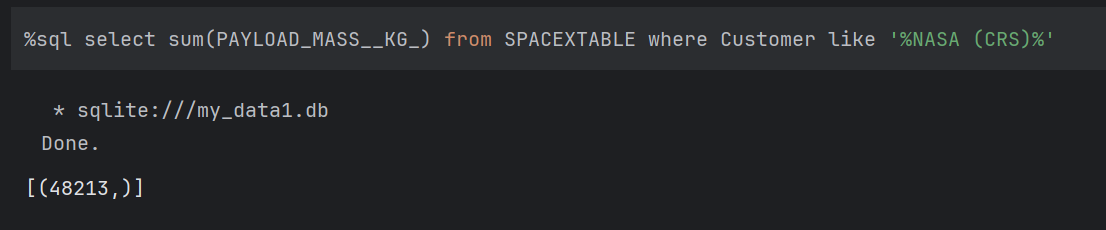 %sql select sum(PAYLOAD_MASS__KG_) from SPACEXTABLE where Customer like '%NASA (CRS)%'
* sqlite:///my_data1.db
Done.
[(48213,)]